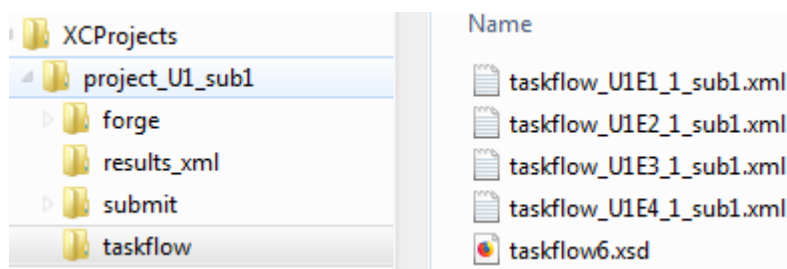 XCProjects
project_U1_sub1
forge
results_xml
submit
taskflow
Name
taskflow_U1E1_1_sub1.xml
taskflow_U1E2_1_sub1.xml
taskflow_U1E3_1_sub1.xml
taskflow_U1E4_1_sub1.xml
taskflow6.xsd